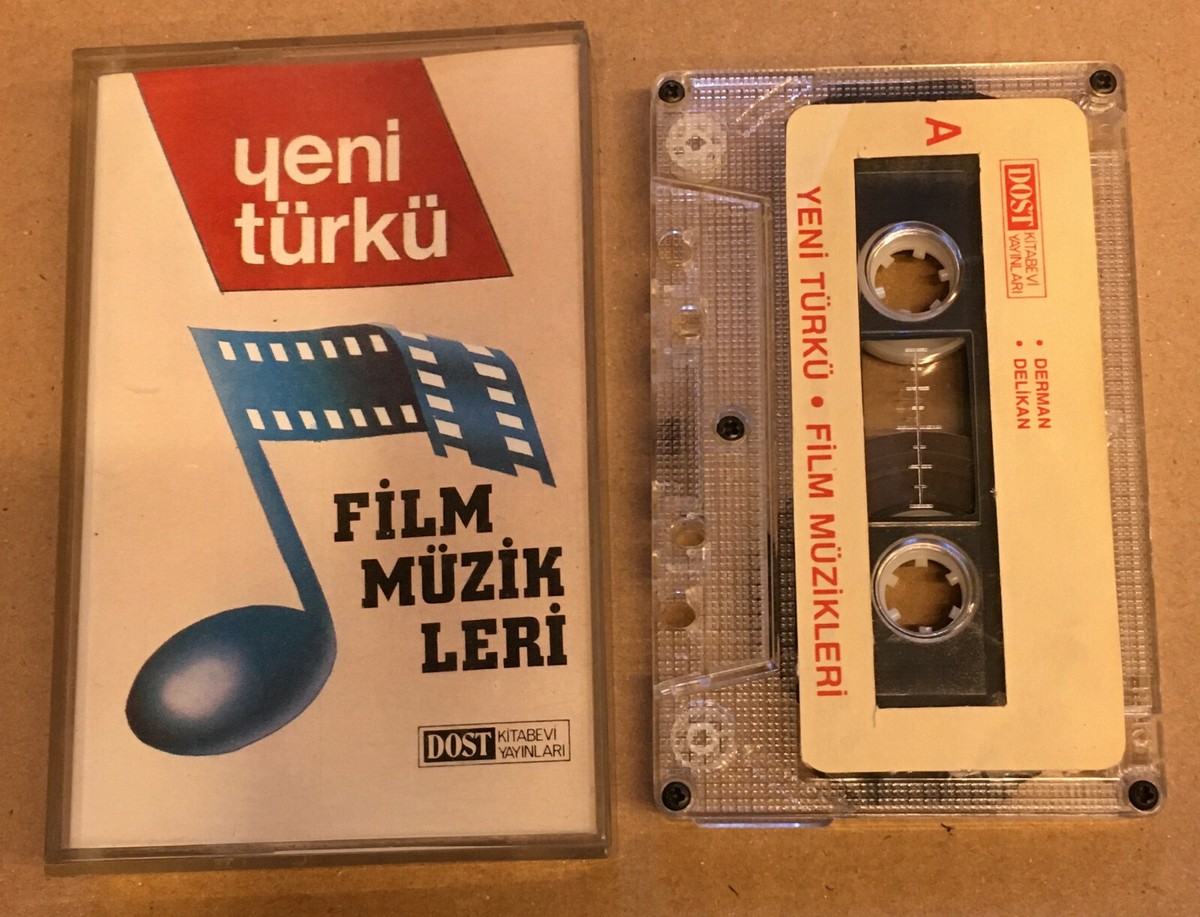 yeni
türkü
FİLM
MÜZİK
LERİ
DOST KİTABEVİ
YAYINLARI
A
DOST KİTABEVİ
YAYINLARI
• DERMAN
• DELİKAN
YENİ TÜRKÜ • FİLM MÜZİKLERİ